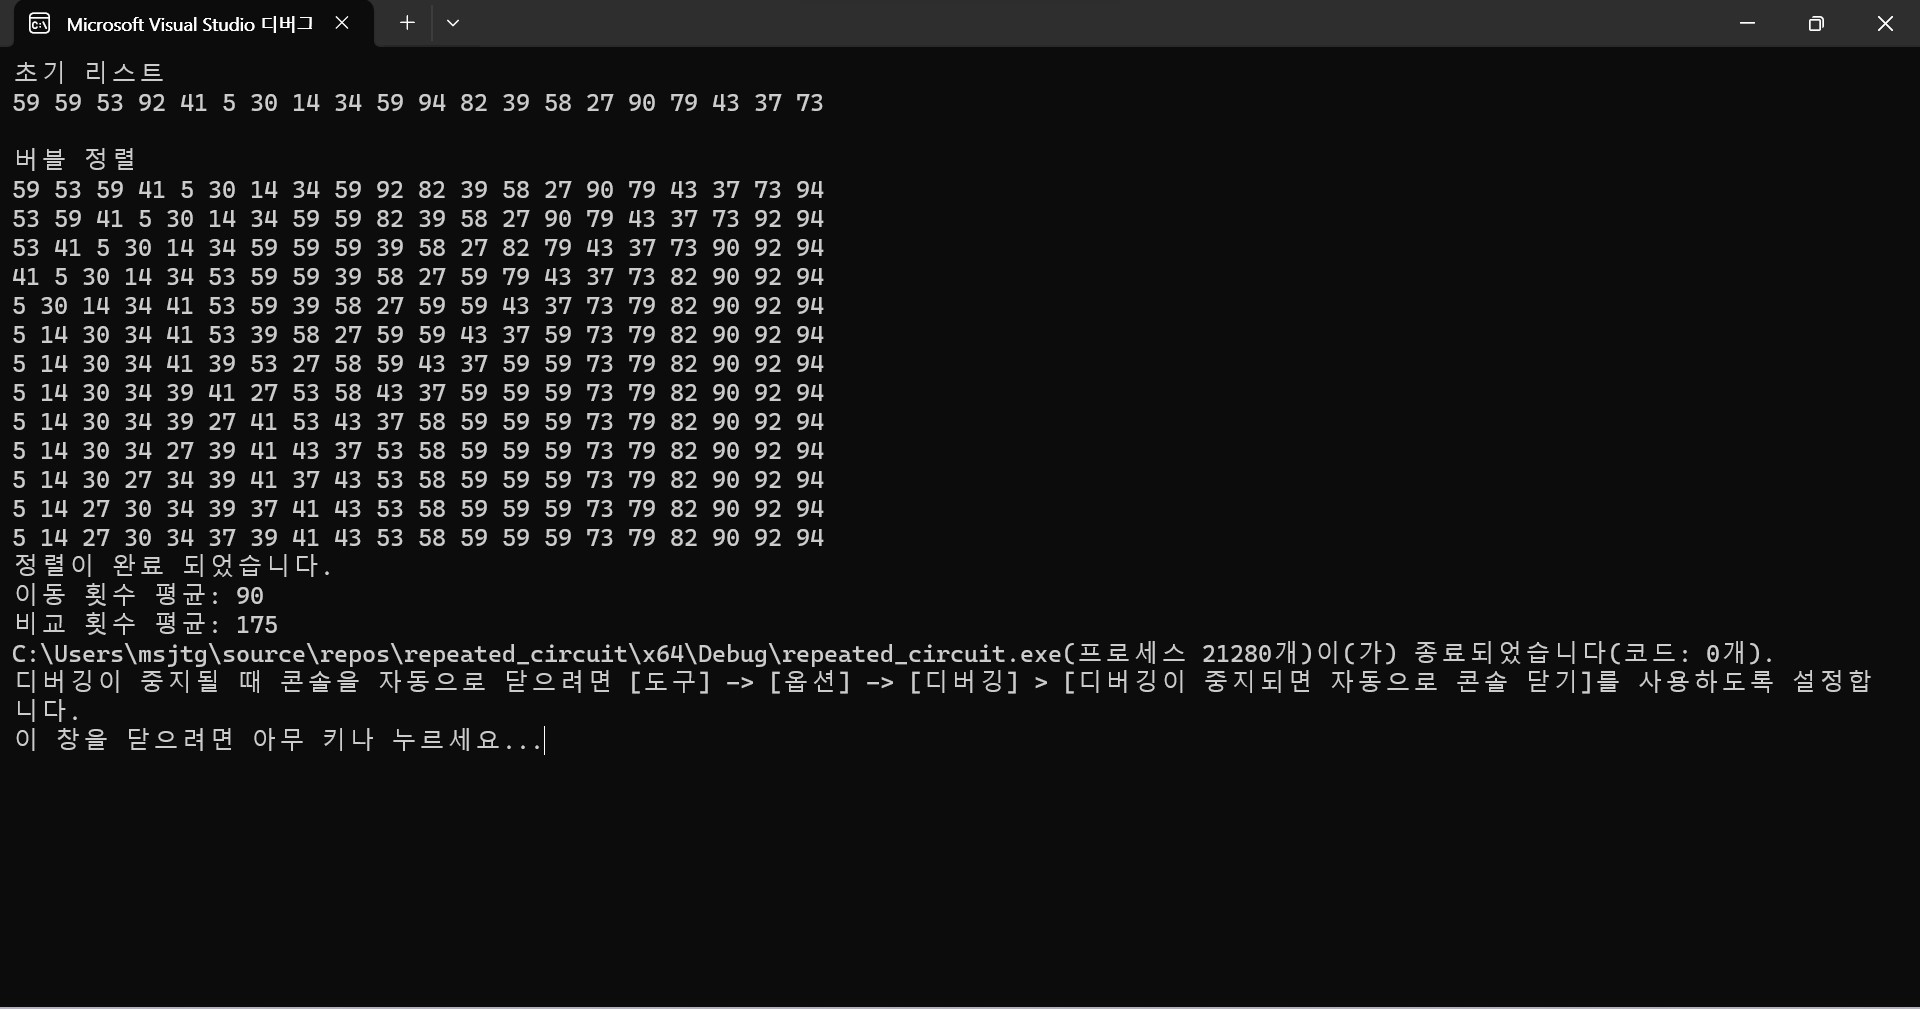 Microsoft Visual Studio 디버그
초기 리스트
59 59 53 92 41 5 30 14 34 59 94 82 39 58 27 90 79 43 37 73
버블 정렬
59 53 59 41 5 30 14 34 59 92 82 39 58 27 90 79 43 37 73 94
53 59 41 5 30 14 34 59 59 82 39 58 27 90 79 43 37 73 92 94
53 41 5 30 14 34 59 59 59 39 58 27 82 79 43 37 73 90 92 94
41 5 30 14 34 53 59 59 39 58 27 59 79 43 37 73 82 90 92 94
5 30 14 34 41 53 59 39 58 27 59 59 43 37 73 79 82 90 92 94
5 14 30 34 41 53 39 58 27 59 59 43 37 59 73 79 82 90 92 94
5 14 30 34 41 39 53 27 58 59 43 37 59 59 73 79 82 90 92 94
5 14 30 34 39 41 27 53 58 43 37 59 59 59 73 79 82 90 92 94
5 14 30 34 39 27 41 53 43 37 58 59 59 59 73 79 82 90 92 94
5 14 30 34 27 39 41 43 37 53 58 59 59 59 73 79 82 90 92 94
5 14 30 27 34 39 41 37 43 53 58 59 59 59 73 79 82 90 92 94
5 14 27 30 34 39 37 41 43 53 58 59 59 59 73 79 82 90 92 94
5 14 27 30 34 37 39 41 43 53 58 59 59 59 73 79 82 90 92 94
정렬이 완료 되었습니다.
이동 횟수 평균: 90
비교 횟수 평균: 175
C:\Users\msjtg\source\repos\repeated_circuit\x64\Debug\repeated_circuit.exe(프로세스 21280개)이(가) 종료되었습니다(코드: 0개).
디버깅이 중지될 때 콘솔을 자동으로 닫으려면 [도구] -> [옵션] -> [디버깅] > [디버깅이 중지되면 자동으로 콘솔 닫기]를 사용하도록 설정합
니다.
이 창을 닫으려면 아무 키나 누르세요...